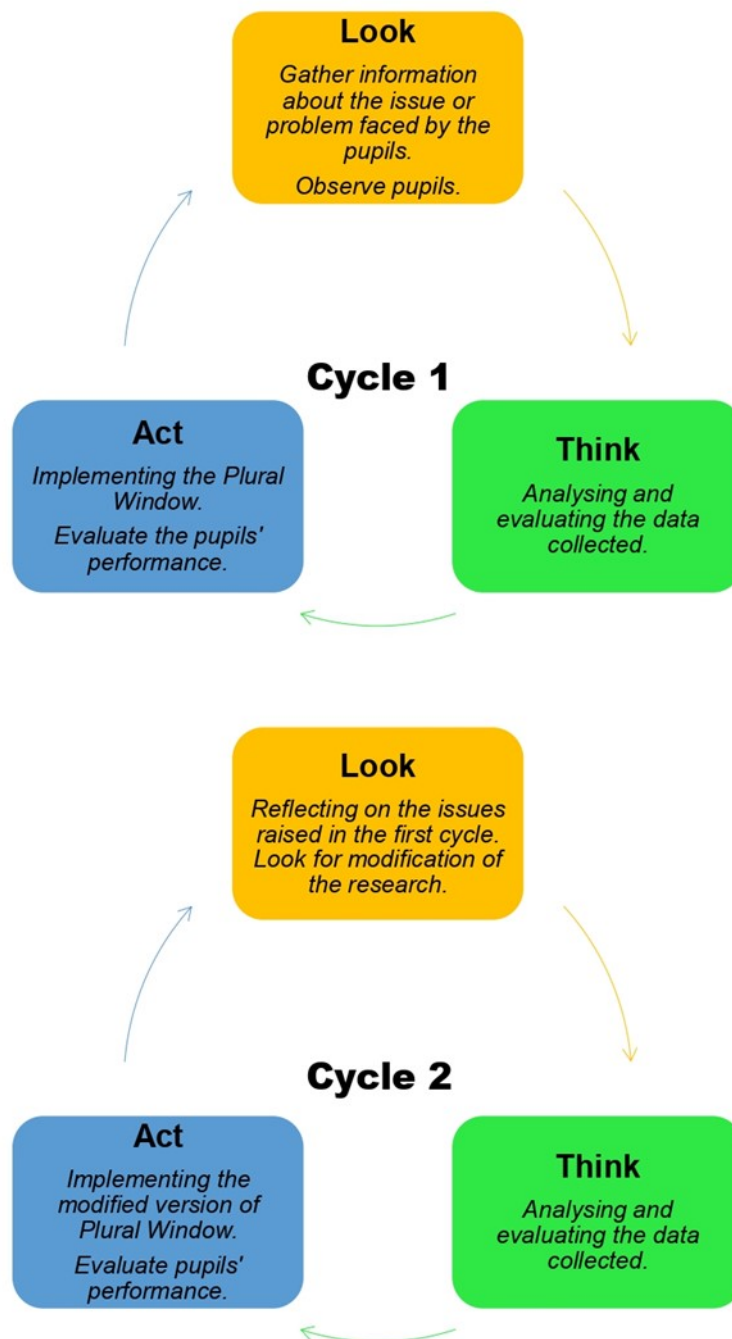 Look
Gather information
about the issue or
problem faced by the
pupils.
Observe pupils.
Cycle 1
Act
Implementing the Plural
Window.
Evaluate the pupils'
performance.
Think
Analysing and
evaluating the data
collected.
Look
Reflecting on the issues
raised in the first cycle.
Look for modification of
the research.
Cycle 2
Act
Implementing the
modified version of
Plural Window.
Evaluate pupils'
performance.
Think
Analysing and
evaluating the data
collected.